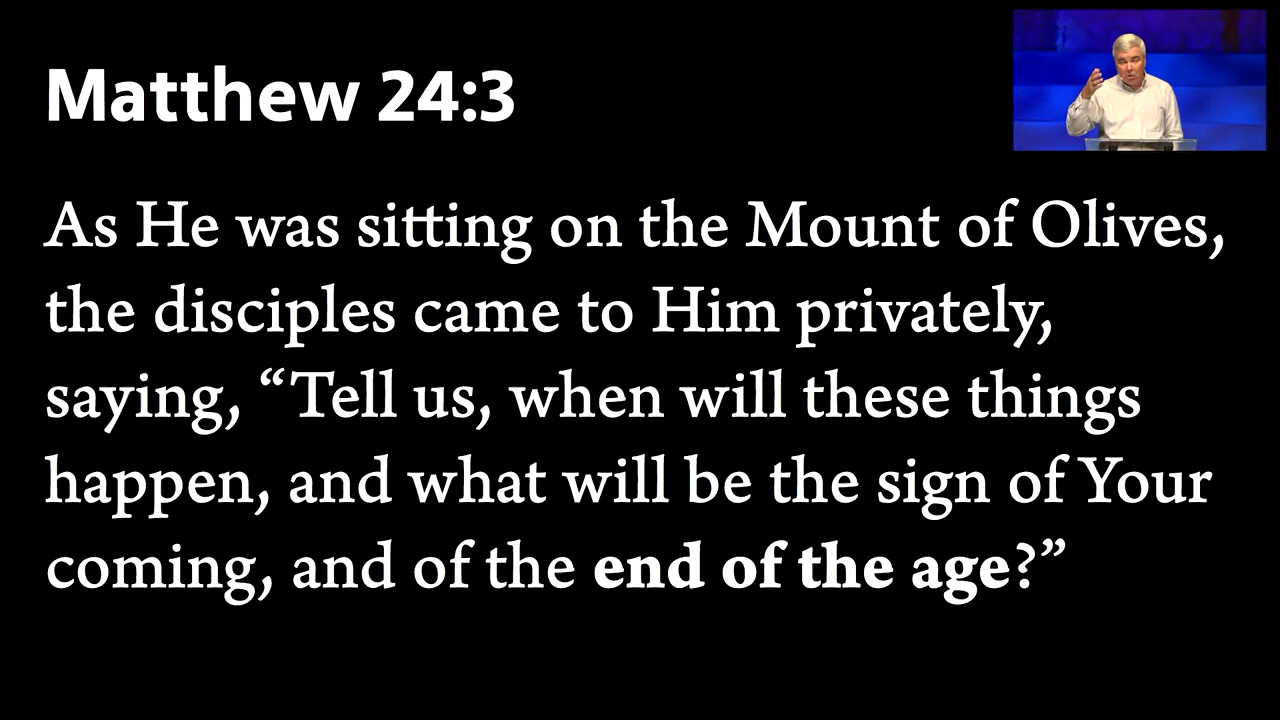 Matthew 24:3
As He was sitting on the Mount of Olives,
the disciples came to Him privately,
saying, “Tell us, when will these things
happen, and what will be the sign of Your
coming, and of the end of the age?”